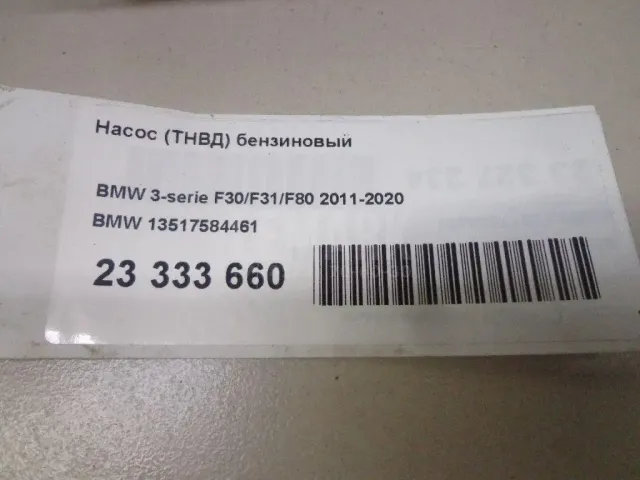 Насос (ТНВД) бензиновый
BMW 3-serie F30/F31/F80 2011-2020
BMW 13517584461
23 333 660